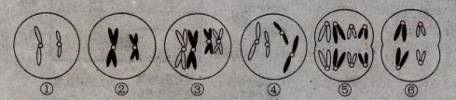 ① ② ③ ④ ⑤ ⑥